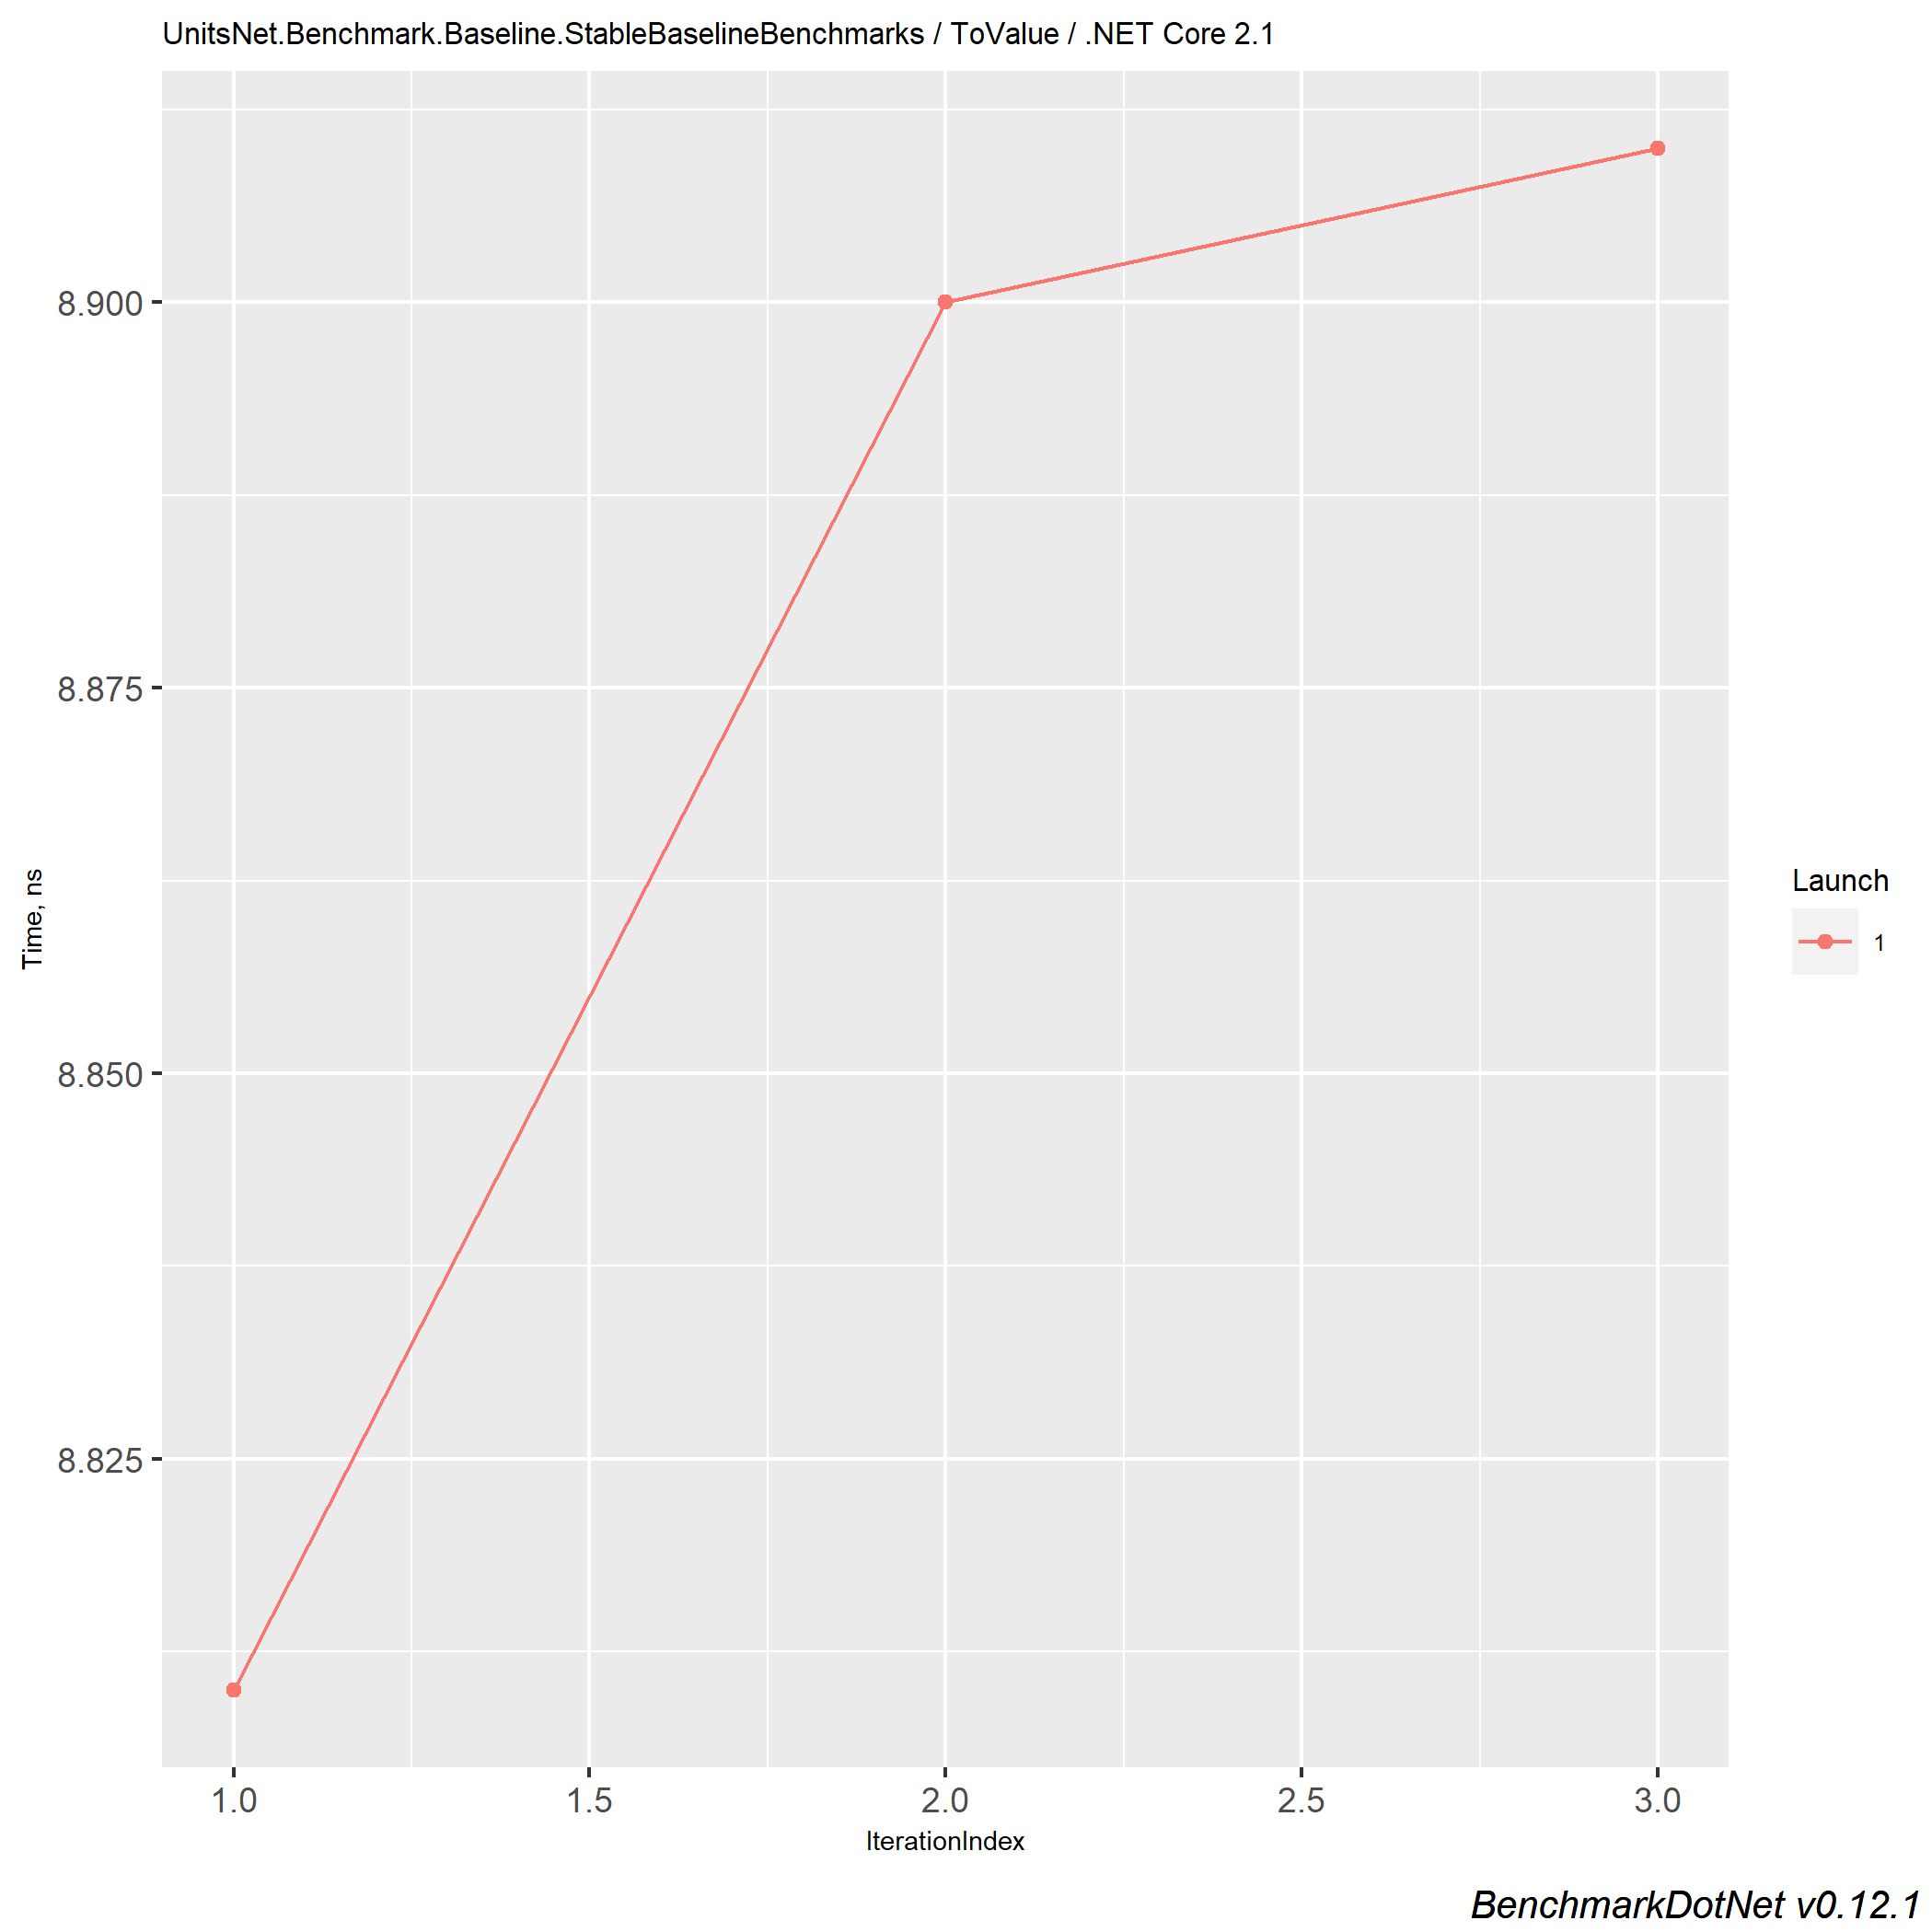 UnitsNet.Benchmark.Baseline.StableBaselineBenchmarks / ToValue / .NET Core 2.1
8.900
8.875
8.850
8.825
Time, ns
1.0 1.5 2.0 2.5 3.0
IterationIndex
Launch
1
BenchmarkDotNet v0.12.1